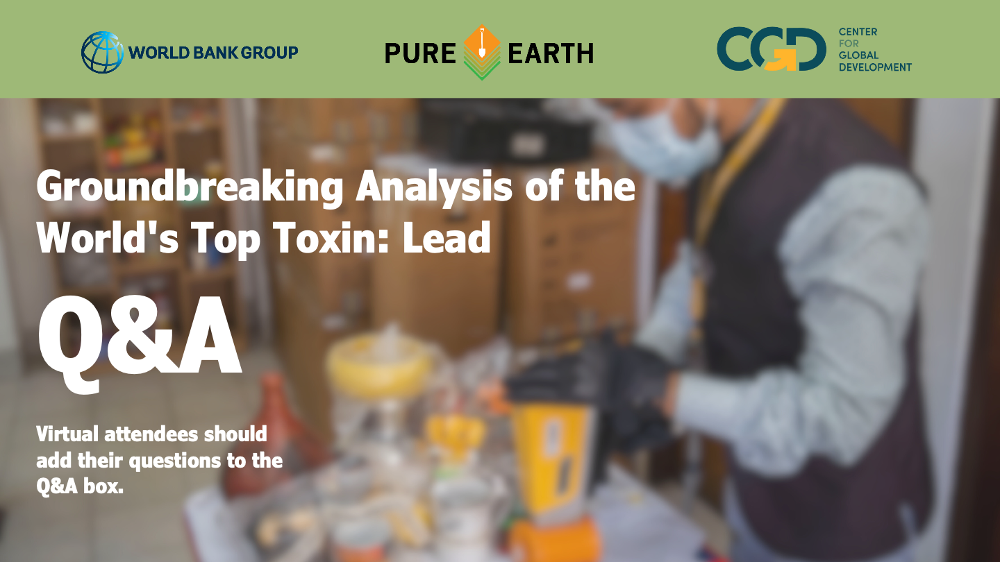 WORLD BANK GROUP
PURE EARTH
CGD
CENTER
FOR
GLOBAL
DEVELOPMENT
Groundbreaking Analysis of the
World's Top Toxin: Lead
Q&A
Virtual attendees should
add their questions to the
Q&A box.